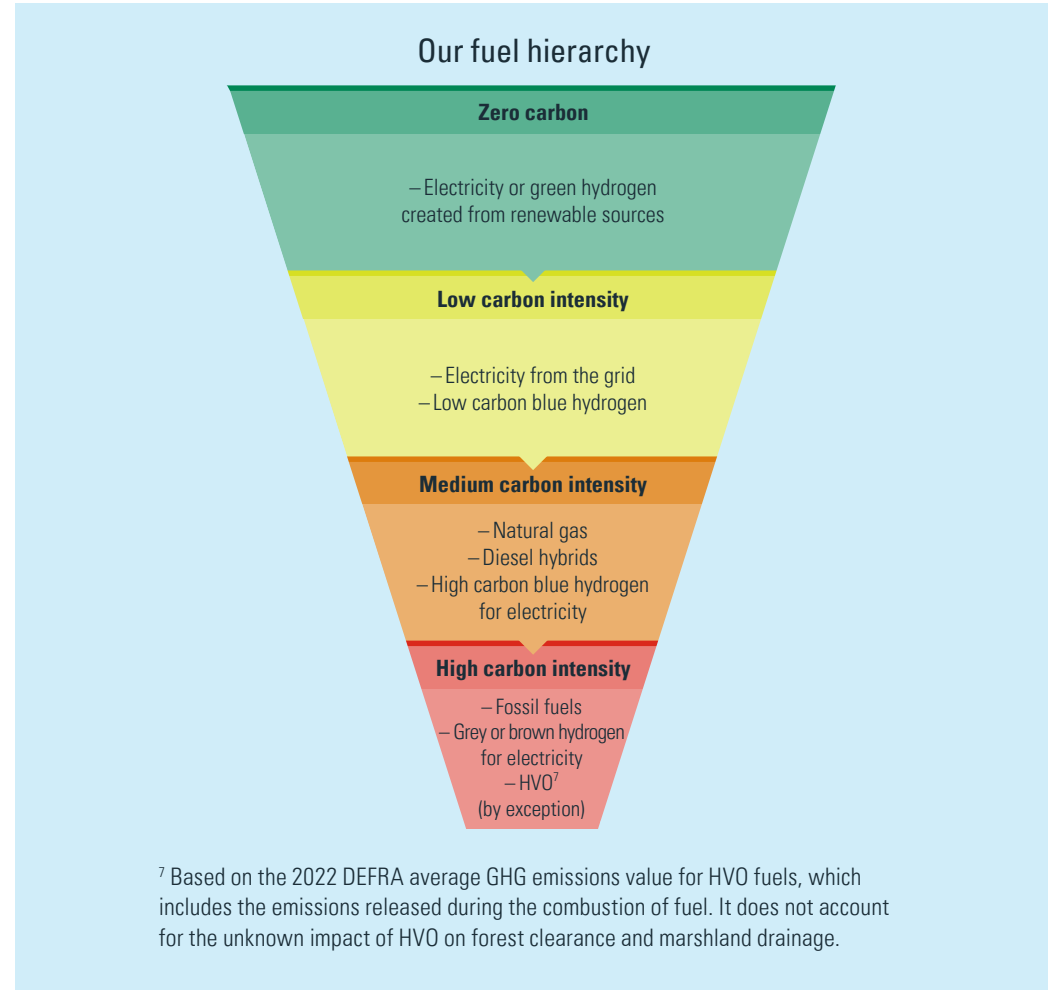 Our fuel hierarchy
Zero carbon
– Electricity or green hydrogen
created from renewable sources
Low carbon intensity
– Electricity from the grid
– Low carbon blue hydrogen
Medium carbon intensity
– Natural gas
– Diesel hybrids
– High carbon blue hydrogen
for electricity
High carbon intensity
– Fossil fuels
– Grey or brown hydrogen
for electricity
– HVO⁷
(by exception)
⁷ Based on the 2022 DEFRA average GHG emissions value for HVO fuels, which
includes the emissions released during the combustion of fuel. It does not account
for the unknown impact of HVO on forest clearance and marshland drainage.